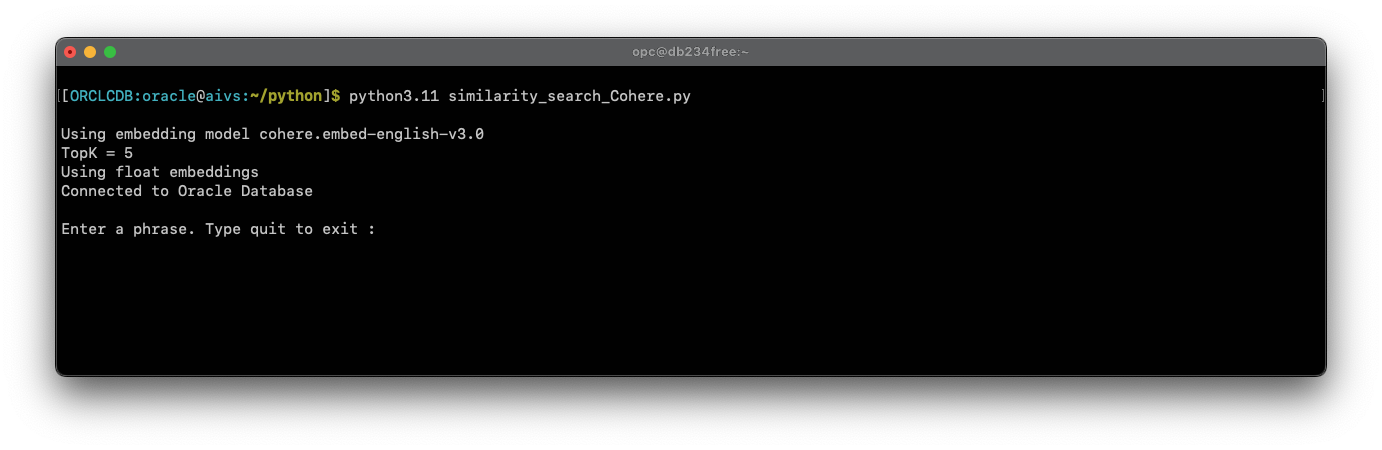 opc@db234free:~
[[ORCLCDB:oracle@aivs:~/python]$ python3.11 similarity_search_Cohere.py ]
Using embedding model cohere.embed-english-v3.0
TopK = 5
Using float embeddings
Connected to Oracle Database
Enter a phrase. Type quit to exit :